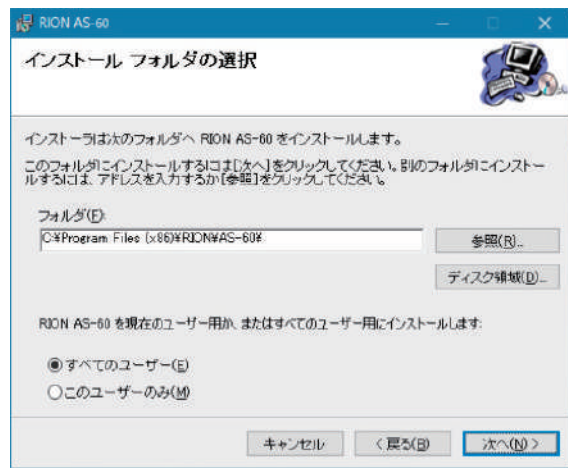 RION AS-60
インストール フォルダの選択
インストーラは次のフォルダへ RION AS-60 をインストールします。
このフォルダにインストールするには[次へ]をクリックしてください。別のフォルダにインストー
ルするには、アドレスを入力するか[参照]をクリックしてください。
フォルダ(F):
C:¥Program Files (x86)¥RION¥AS-60¥
参照(R)...
ディスク領域(D)...
RION AS-60 を現在のユーザー用か、またはすべてのユーザー用にインストールします:
すべてのユーザー(E)
このユーザーのみ(M)
キャンセル
< 戻る(B)
次へ(N) >